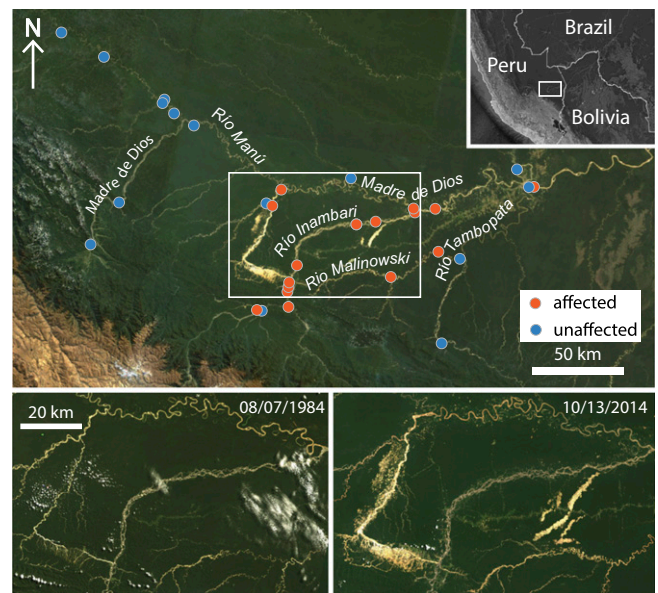 N
Brazil
Peru
Bolivia
Río Manú
Madre de Dios
Madre de Dios
Río Inambari
Rio Malinowski
Río Tambopata
affected
unaffected
50 km
20 km
08/07/1984
10/13/2014